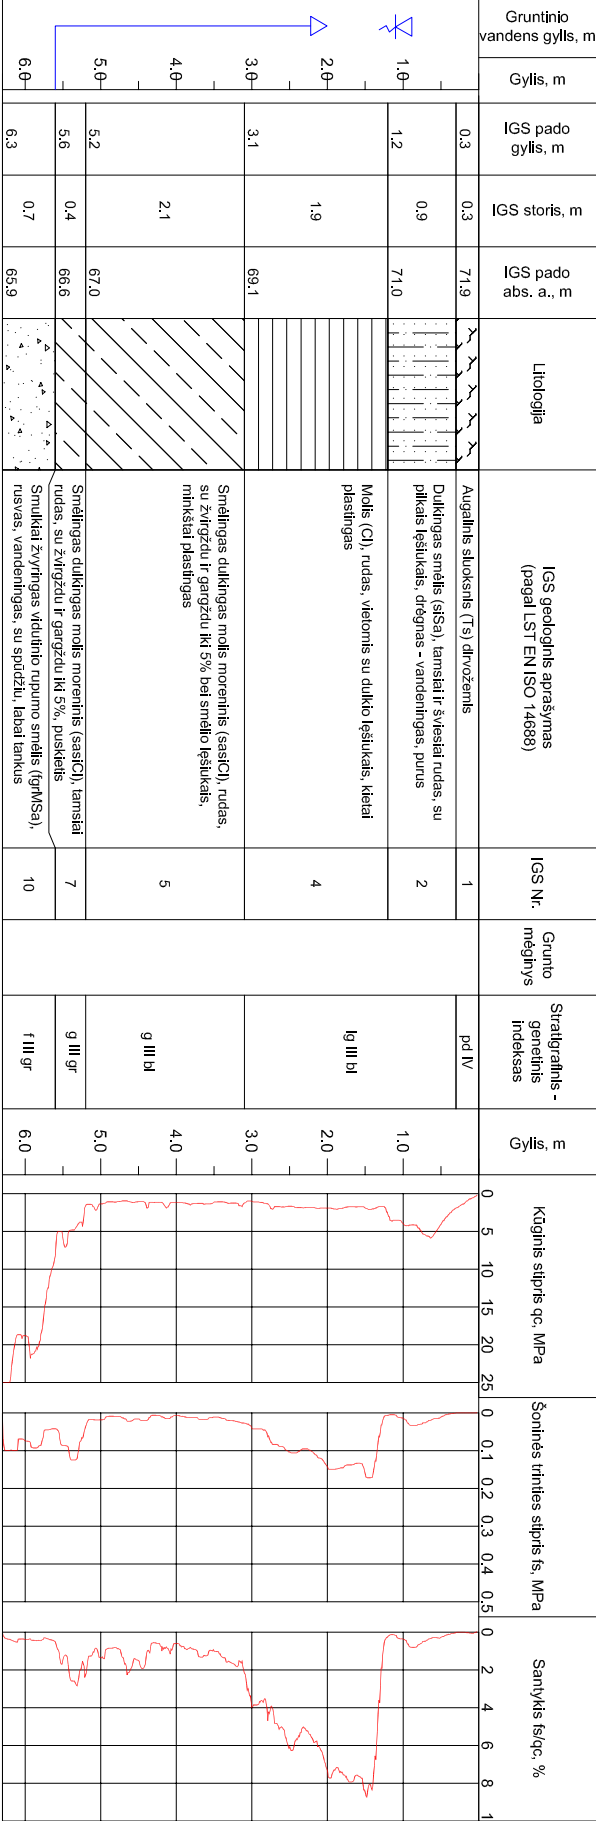 Gruntinio
vandens gylis, m
Gylis, m
IGS pado
gylis, m
IGS storis, m
IGS pado
abs. a., m
Litologija
IGS geologinis aprašymas
(pagal LST EN ISO 14688)
IGS Nr.
Grunto
mėginys
Stratigrafinis -
genetinis
indeksas
Gylis, m
Kūginis stipris qc, MPa
Šoninės trinties stipris fs, MPa
Santykis fs/qc, %
0 5 10 15 20 25
0 0.1 0.2 0.3 0.4 0.5
0 2 4 6 8 1
0.3 0.3 71.9
Augalinis sluoksnis (Ts) dirvožemis
1
pd IV
1.0
1.2 0.9 71.0
Dulkingas smėlis (siSa), tamsiai ir šviesiai rudas, su
pilkais lęšiukais, drėgnas - vandeningas, purus
2
lg III bl
1.0
2.0
3.0
3.1 1.9 69.1
Molis (Cl), rudas, vietomis su dulkio lęšiukais, kietai
plastingas
4
2.0
3.0
4.0
5.0
5.2 2.1 67.0
Smėlingas dulkingas molis moreninis (sasiCl), rudas,
su žvirgždu ir gargždu iki 5% bei smėlio lęšiukais,
minkštai plastingas
5
g III bl
4.0
5.0
5.6 0.4 66.6
Smėlingas dulkingas molis moreninis (sasiCl), tamsiai
rudas, su žvirgždu ir gargždu iki 5%, puskietis
7
g III gr
6.0
6.3 0.7 65.9
Smulkiai žvyringas vidutinio rupumo smėlis (fgrMSa),
rusvas, vandeningas, su spūdžiu, labai tankus
10
f III gr
6.0